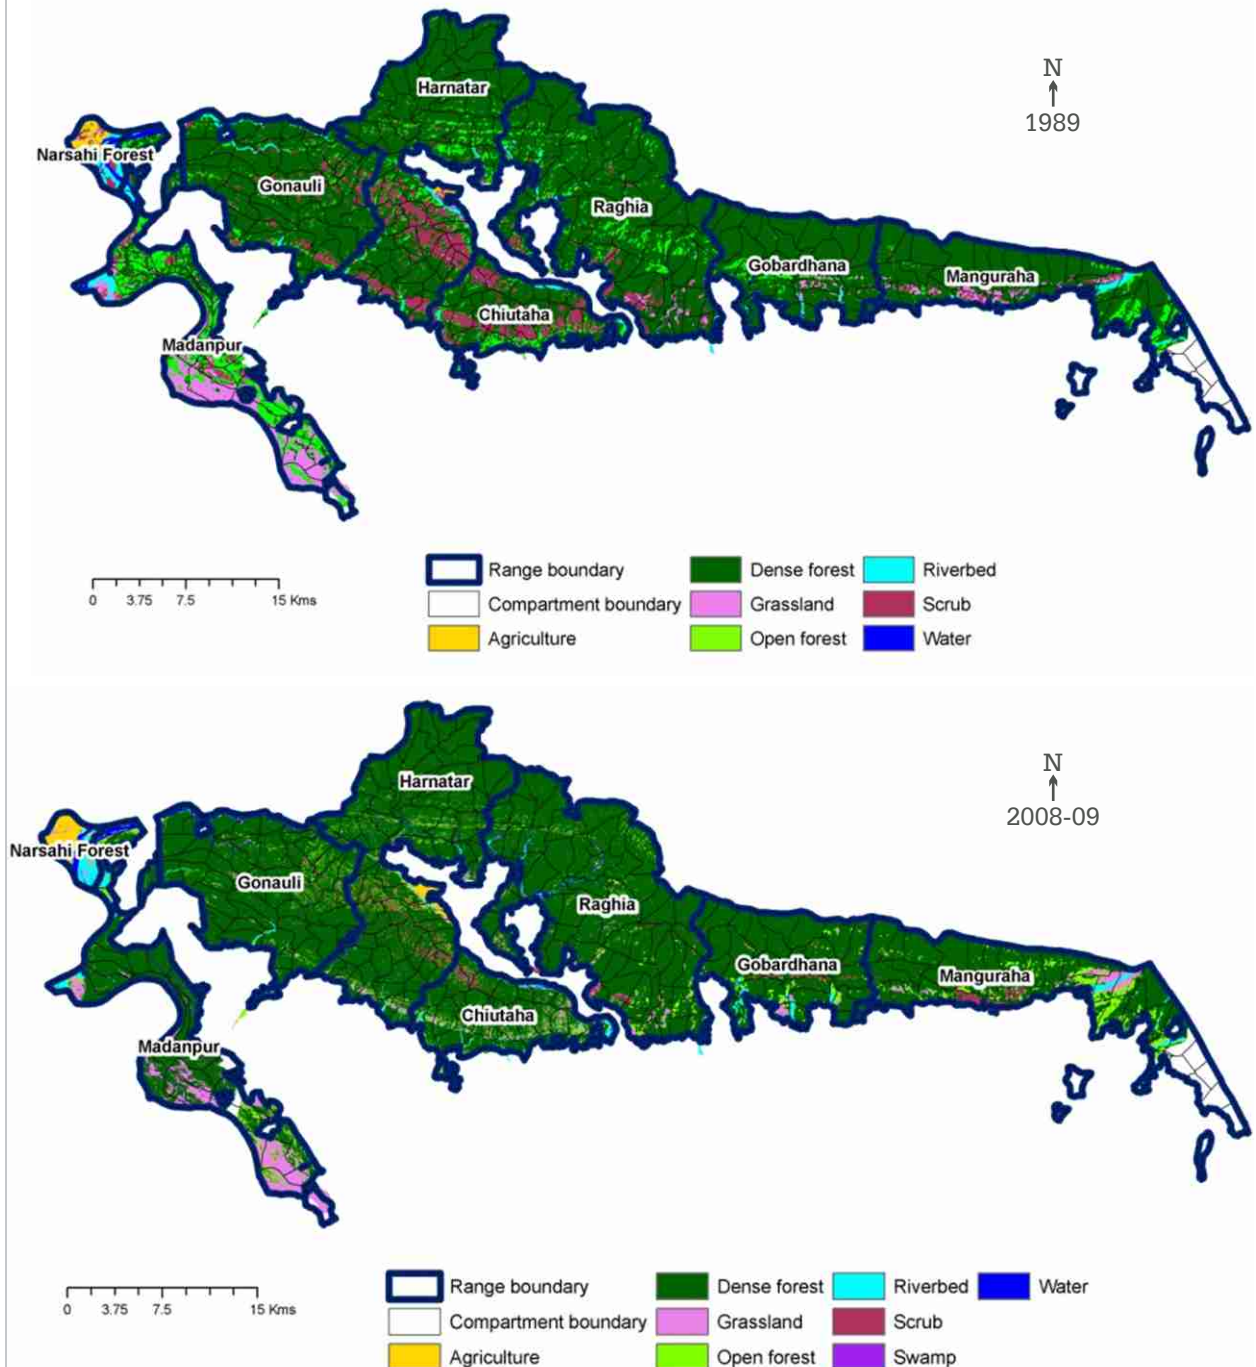 N
1989
Harnatar
Narsahi Forest
Gonauli
Raghia
Gobardhana
Manguraha
Chiutaha
Madanpur
0 3.75 7.5 15 Kms
Range boundary
Dense forest
Riverbed
Compartment boundary
Grassland
Scrub
Agriculture
Open forest
Water
N
2008-09
Harnatar
Narsahi Forest
Gonauli
Raghia
Gobardhana
Manguraha
Chiutaha
Madanpur
0 3.75 7.5 15 Kms
Range boundary
Dense forest
Riverbed
Water
Compartment boundary
Grassland
Scrub
Agriculture
Open forest
Swamp